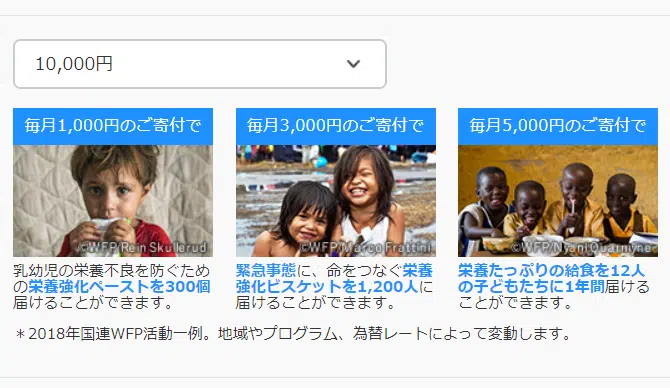 10,000円
毎月1,000円のご寄付で
毎月3,000円のご寄付で
毎月5,000円のご寄付で
©WFP/Rein Skullerud
©WFP/Marco Frattini
©WFP/Nyani Quarmyne
乳幼児の栄養不良を防ぐため
の栄養強化ペーストを300個
届けることができます。
緊急事態に、命をつなぐ栄養
強化ビスケットを1,200人に
届けることができます。
栄養たっぷりの給食を12人
の子どもたちに1年間届ける
ことができます。
＊2018年国連WFP活動一例。地域やプログラム、為替レートによって変動します。